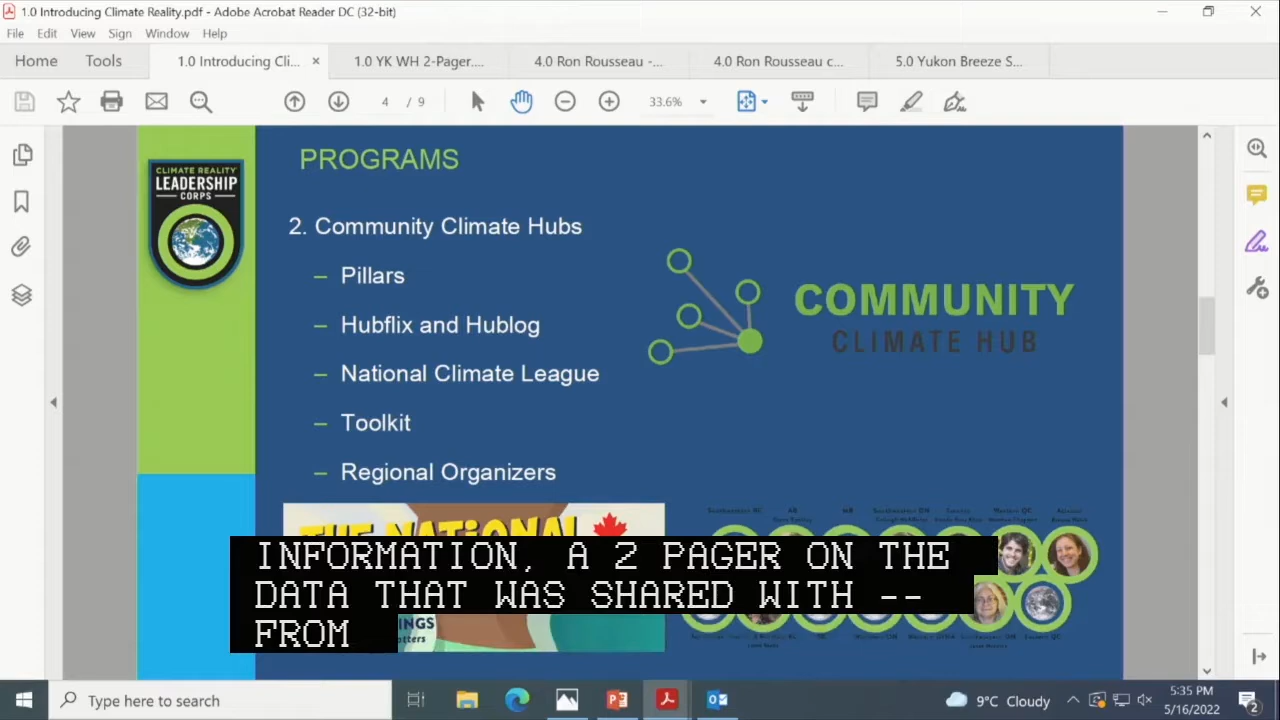 1.0 Introducing Climate Reality.pdf - Adobe Acrobat Reader DC (32-bit)
File Edit View Sign Window Help
Home Tools 1.0 Introducing Cli... × 1.0 YK WH 2-Pager.... 4.0 Ron Rousseau -... 4.0 Ron Rousseau c... 5.0 Yukon Breeze S...
4 / 9 33.6%
CLIMATE REALITY
LEADERSHIP
CORPS
PROGRAMS
2. Community Climate Hubs
– Pillars
– Hubflix and Hublog
– National Climate League
– Toolkit
– Regional Organizers
COMMUNITY
CLIMATE HUB
THE NATIONAL
INFORMATION, A 2 PAGER ON THE
DATA THAT WAS SHARED WITH --
FROM
Type here to search
9°C Cloudy
5:35 PM
5/16/2022
2